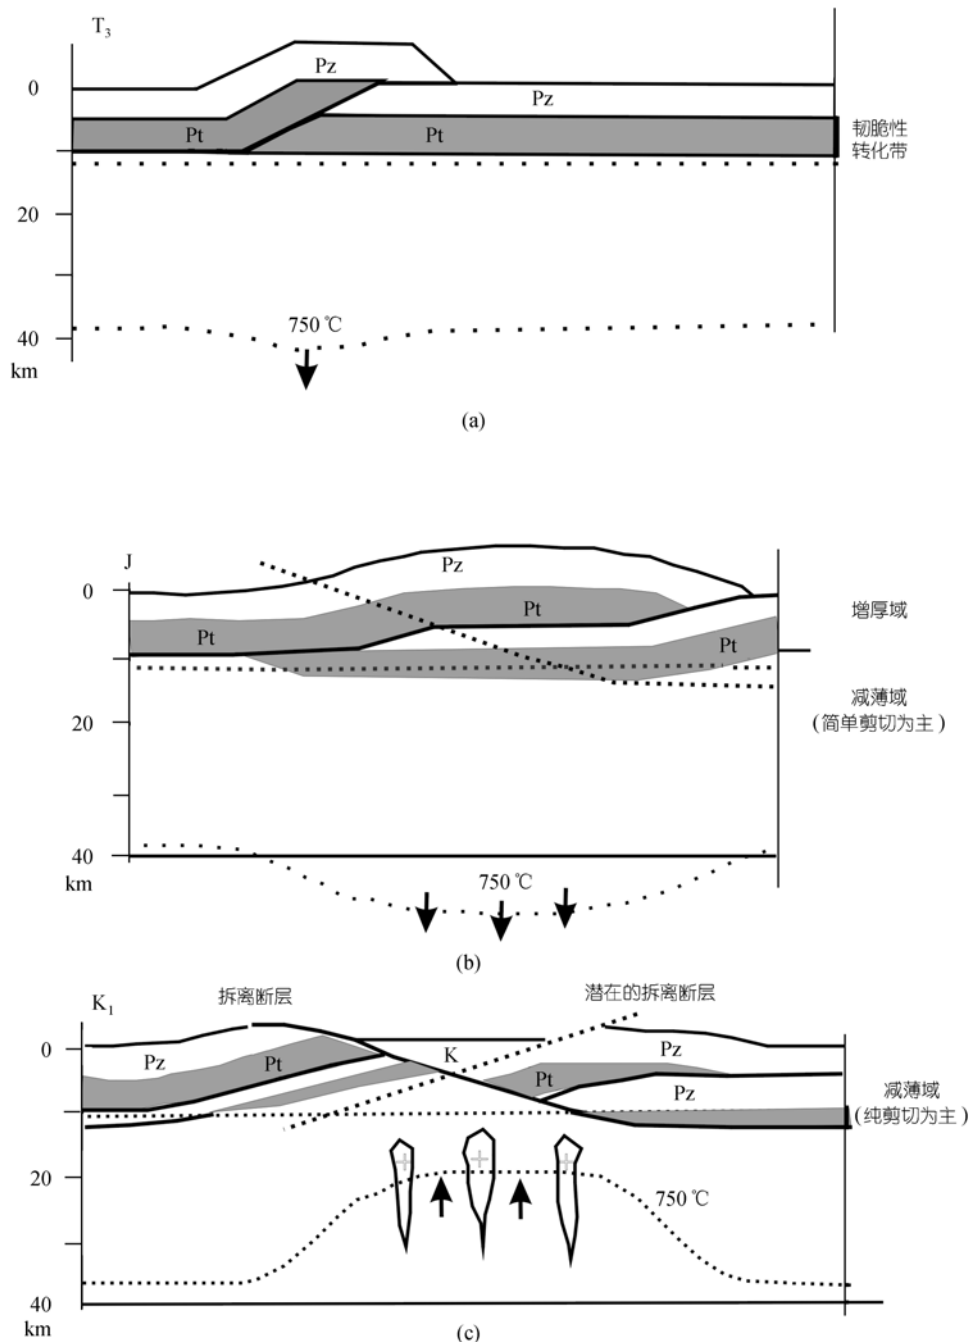 T3
Pz
0
Pz
Pt
Pt
韧脆性
转化带
20
750 ℃
40
km
(a)
J
Pz
0
Pt
增厚域
Pt
Pt
减薄域
(简单剪切为主)
20
40
km
750 ℃
(b)
K1
拆离断层
潜在的拆离断层
0
Pz
Pt
K
Pz
Pt
Pz
减薄域
(纯剪切为主)
10
20
750 ℃
40
km
(c)